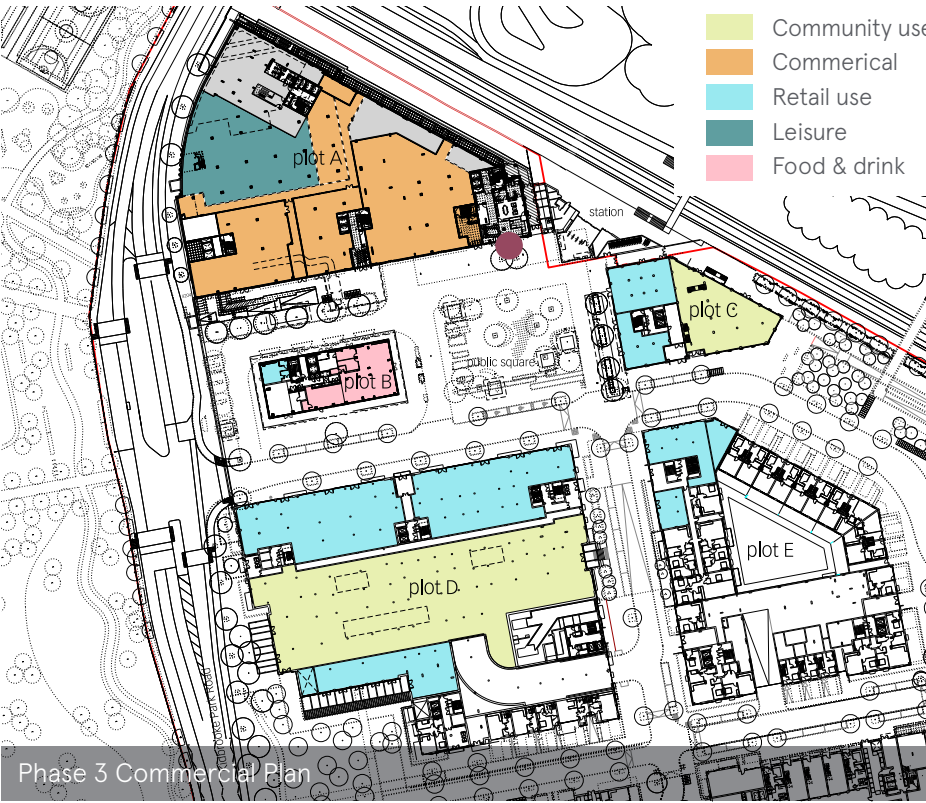 Community use
Commerical
Retail use
Leisure
Food & drink
plot A
station
plot C
public square
plot B
plot D
plot E
Phase 3 Commercial Plan